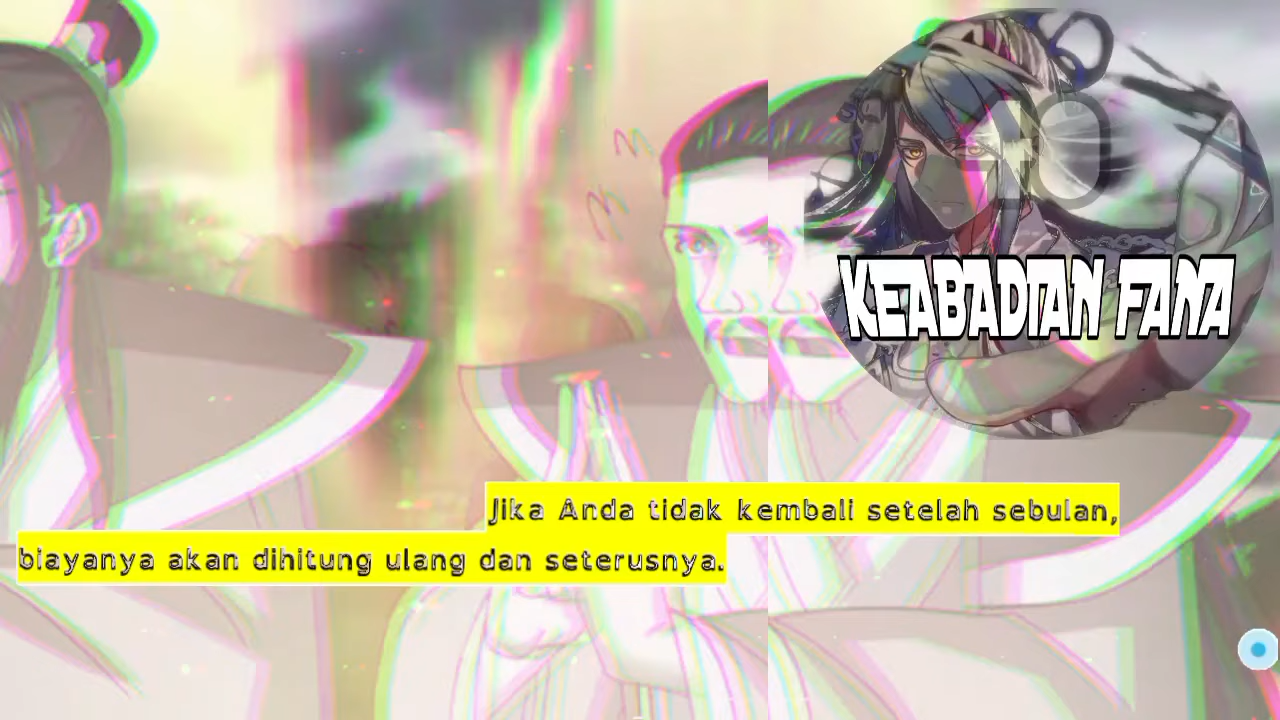 KEABADIAN FANA
Jika Anda tidak kembali setelah sebulan,
biayanya akan dihitung ulang dan seterusnya.